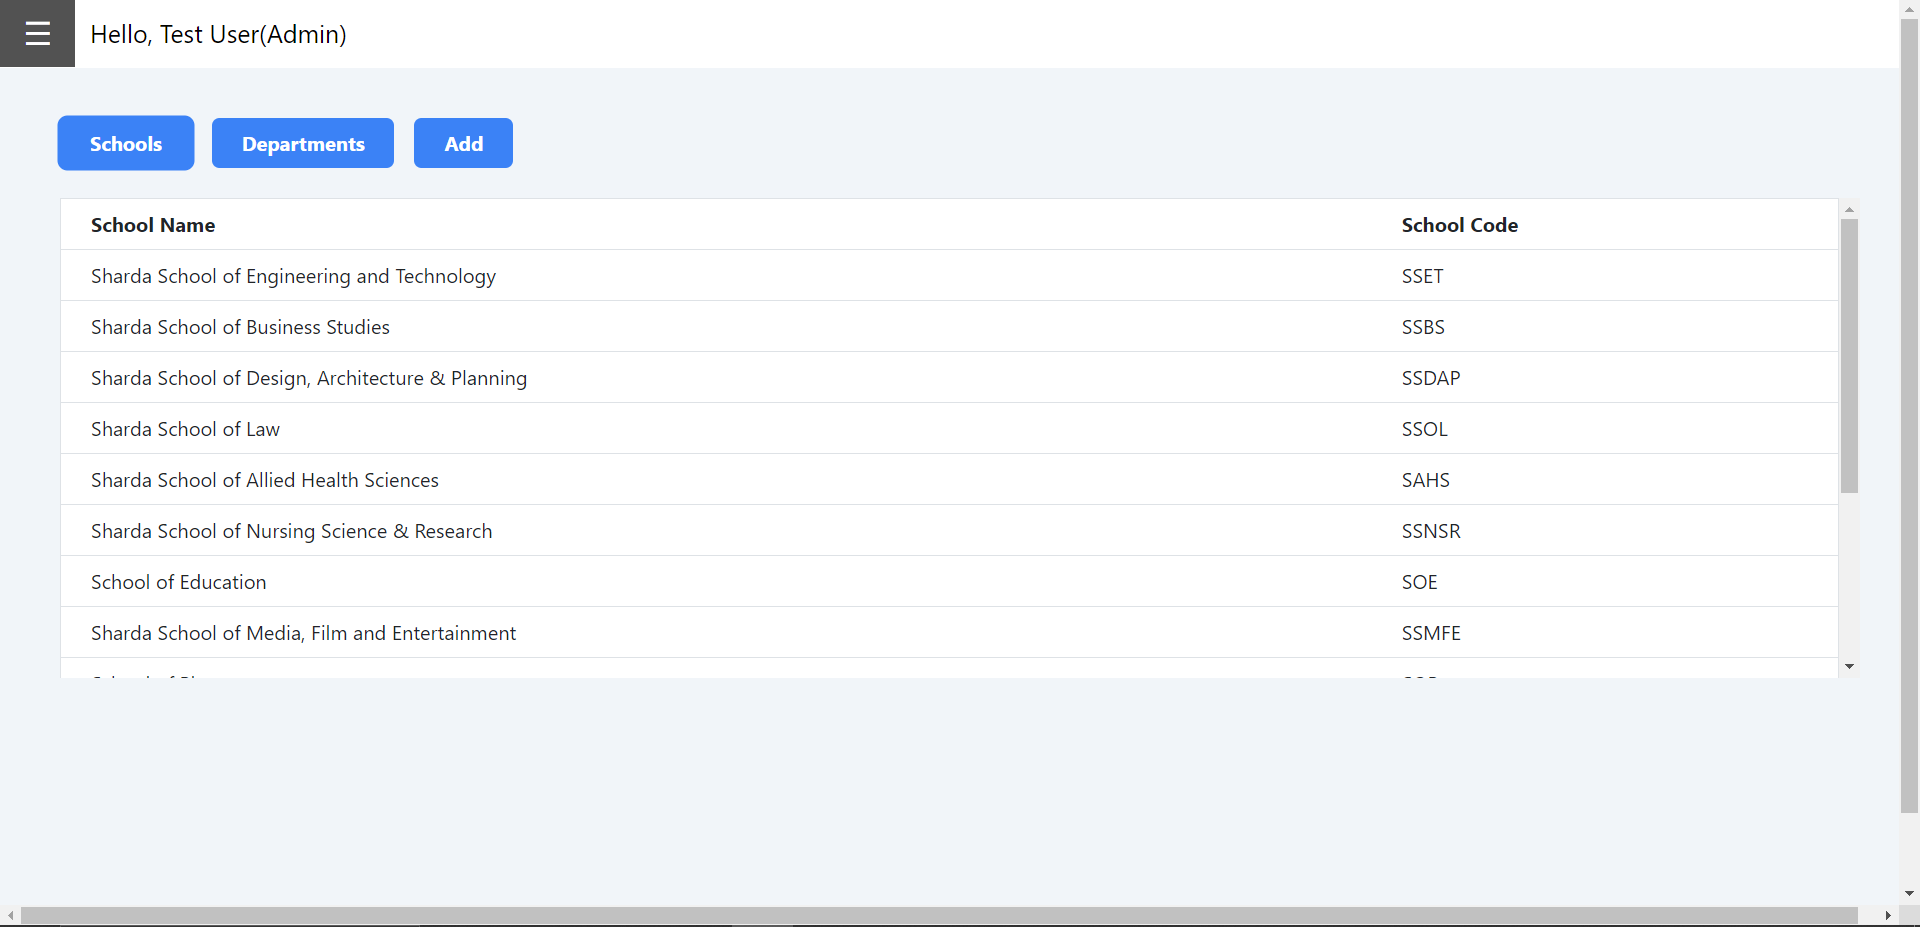 ☰ Hello, Test User(Admin)
Schools Departments Add
School Name School Code
Sharda School of Engineering and Technology SSET
Sharda School of Business Studies SSBS
Sharda School of Design, Architecture & Planning SSDAP
Sharda School of Law SSOL
Sharda School of Allied Health Sciences SAHS
Sharda School of Nursing Science & Research SSNSR
School of Education SOE
Sharda School of Media, Film and Entertainment SSMFE